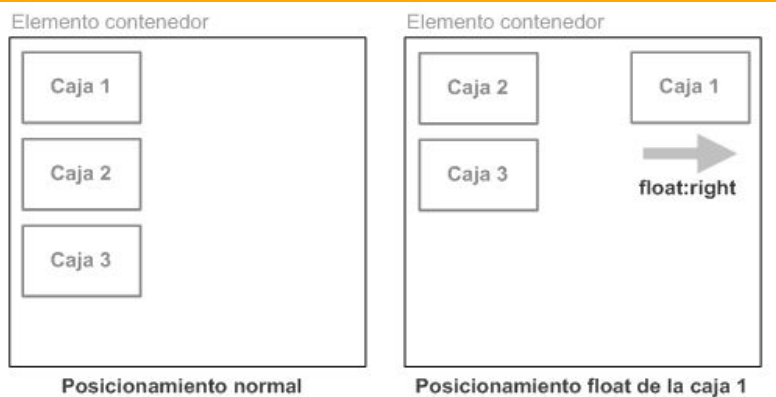 Elemento contenedor
Caja 1
Caja 2
Caja 3
Posicionamiento normal
Elemento contenedor
Caja 2
Caja 1
Caja 3
float:right
Posicionamiento float de la caja 1